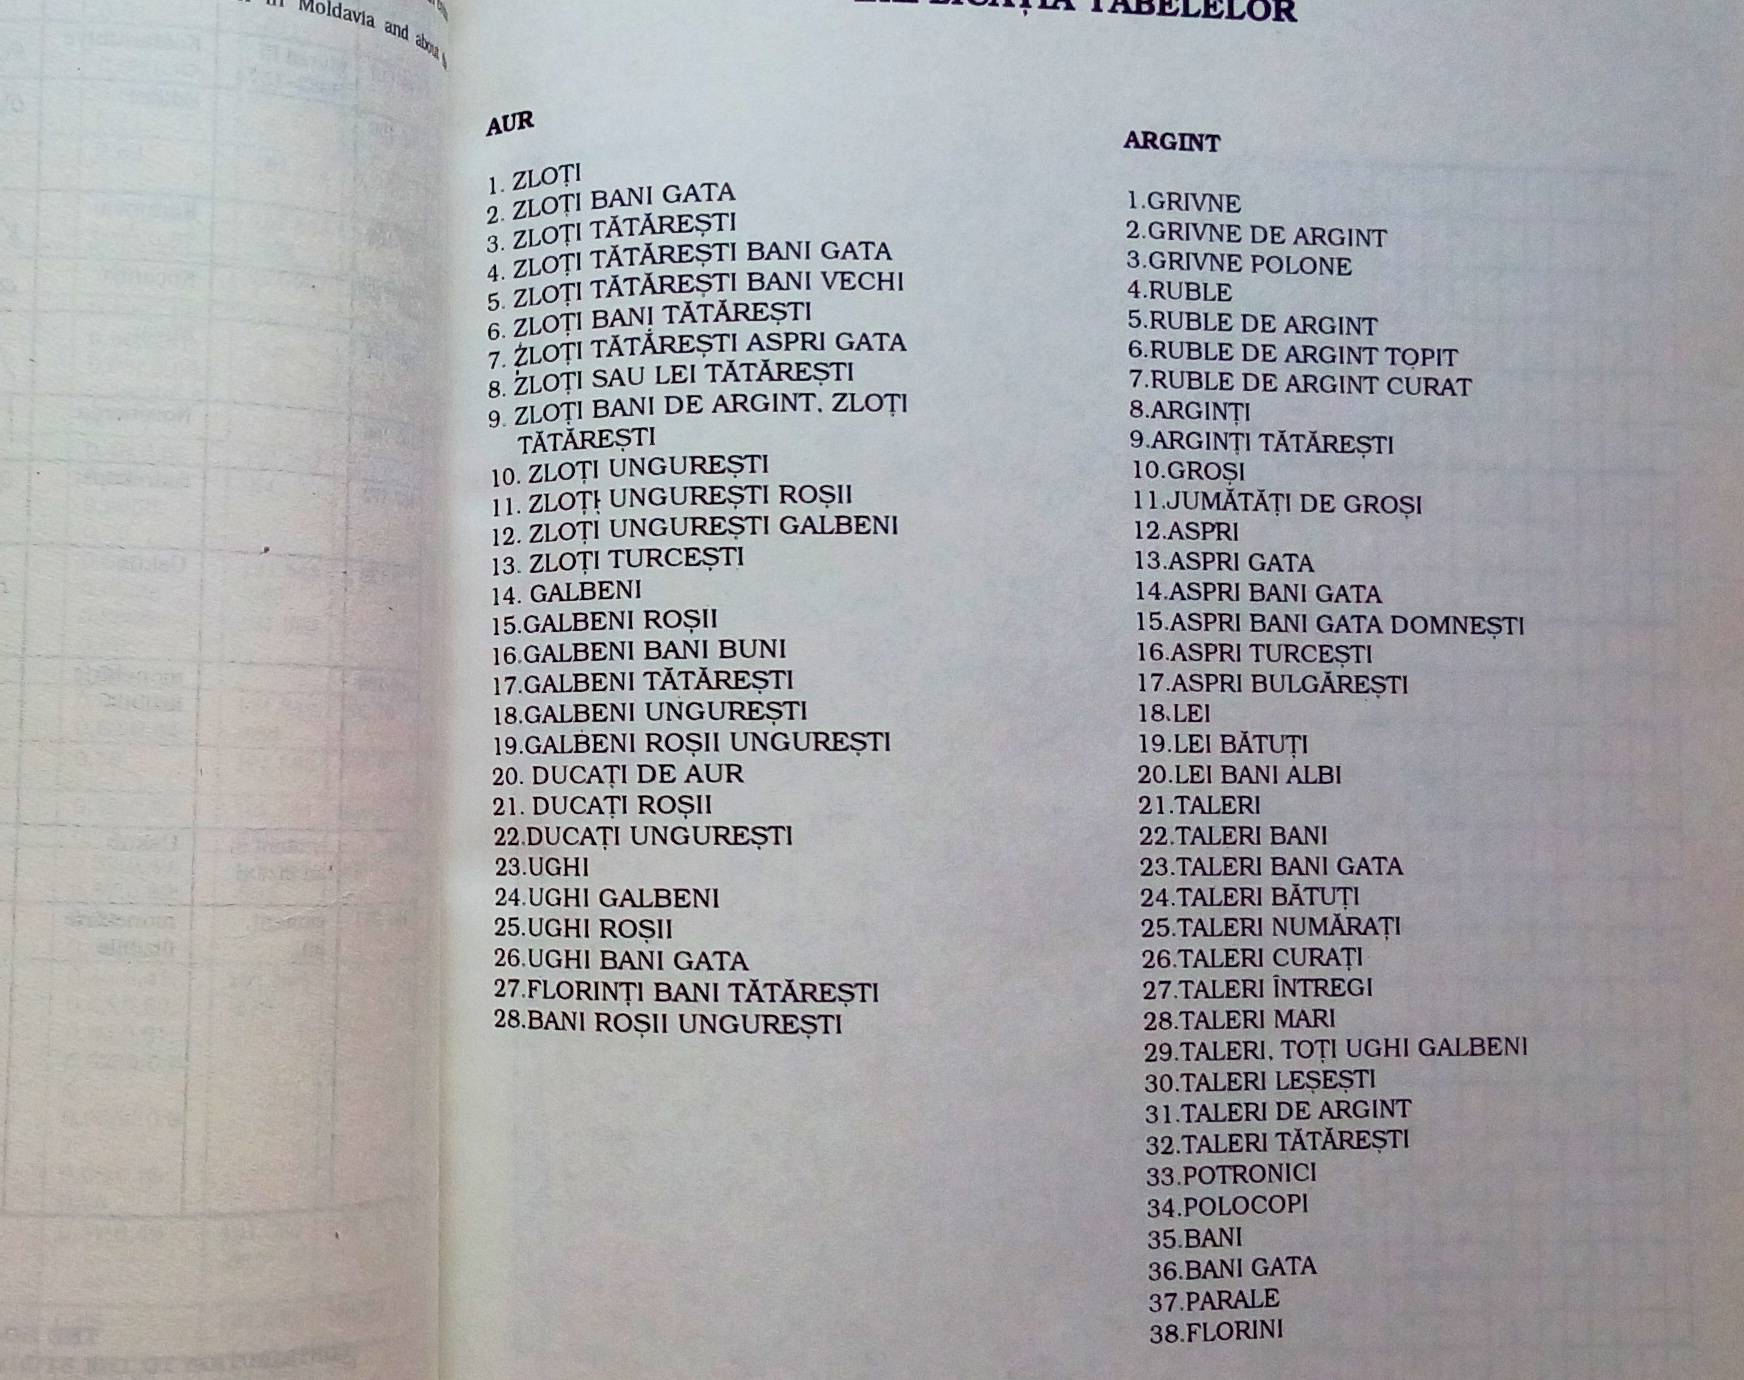 Moldavia and about
TABELELOR
AUR
1. ZLOȚI
2. ZLOȚI BANI GATA
3. ZLOȚI TĂTĂREȘTI
4. ZLOȚI TĂTĂREȘTI BANI GATA
5. ZLOȚI TĂTĂREȘTI BANI VECHI
6. ZLOȚI BANI TĂTĂREȘTI
7. ZLOȚI TĂTĂREȘTI ASPRI GATA
8. ZLOȚI SAU LEI TĂTĂREȘTI
9. ZLOȚI BANI DE ARGINT, ZLOȚI
TĂTĂREȘTI
10. ZLOȚI UNGUREȘTI
11. ZLOȚI UNGUREȘTI ROȘII
12. ZLOȚI UNGUREȘTI GALBENI
13. ZLOȚI TURCEȘTI
14. GALBENI
15.GALBENI ROȘII
16.GALBENI BANI BUNI
17.GALBENI TĂTĂREȘTI
18.GALBENI UNGUREȘTI
19.GALBENI ROȘII UNGUREȘTI
20. DUCAȚI DE AUR
21. DUCAȚI ROȘII
22.DUCAȚI UNGUREȘTI
23.UGHI
24.UGHI GALBENI
25.UGHI ROȘII
26.UGHI BANI GATA
27.FLORINȚI BANI TĂTĂREȘTI
28.BANI ROȘII UNGUREȘTI
ARGINT
1.GRIVNE
2.GRIVNE DE ARGINT
3.GRIVNE POLONE
4.RUBLE
5.RUBLE DE ARGINT
6.RUBLE DE ARGINT TOPIT
7.RUBLE DE ARGINT CURAT
8.ARGINȚI
9.ARGINȚI TĂTĂREȘTI
10.GROȘI
11.JUMĂTĂȚI DE GROȘI
12.ASPRI
13.ASPRI GATA
14.ASPRI BANI GATA
15.ASPRI BANI GATA DOMNEȘTI
16.ASPRI TURCEȘTI
17.ASPRI BULGĂREȘTI
18.LEI
19.LEI BĂTUȚI
20.LEI BANI ALBI
21.TALERI
22.TALERI BANI
23.TALERI BANI GATA
24.TALERI BĂTUȚI
25.TALERI NUMĂRAȚI
26.TALERI CURAȚI
27.TALERI ÎNTREGI
28.TALERI MARI
29.TALERI, TOȚI UGHI GALBENI
30.TALERI LEȘEȘTI
31.TALERI DE ARGINT
32.TALERI TĂTĂREȘTI
33.POTRONICI
34.POLOCOPI
35.BANI
36.BANI GATA
37.PARALE
38.FLORINI